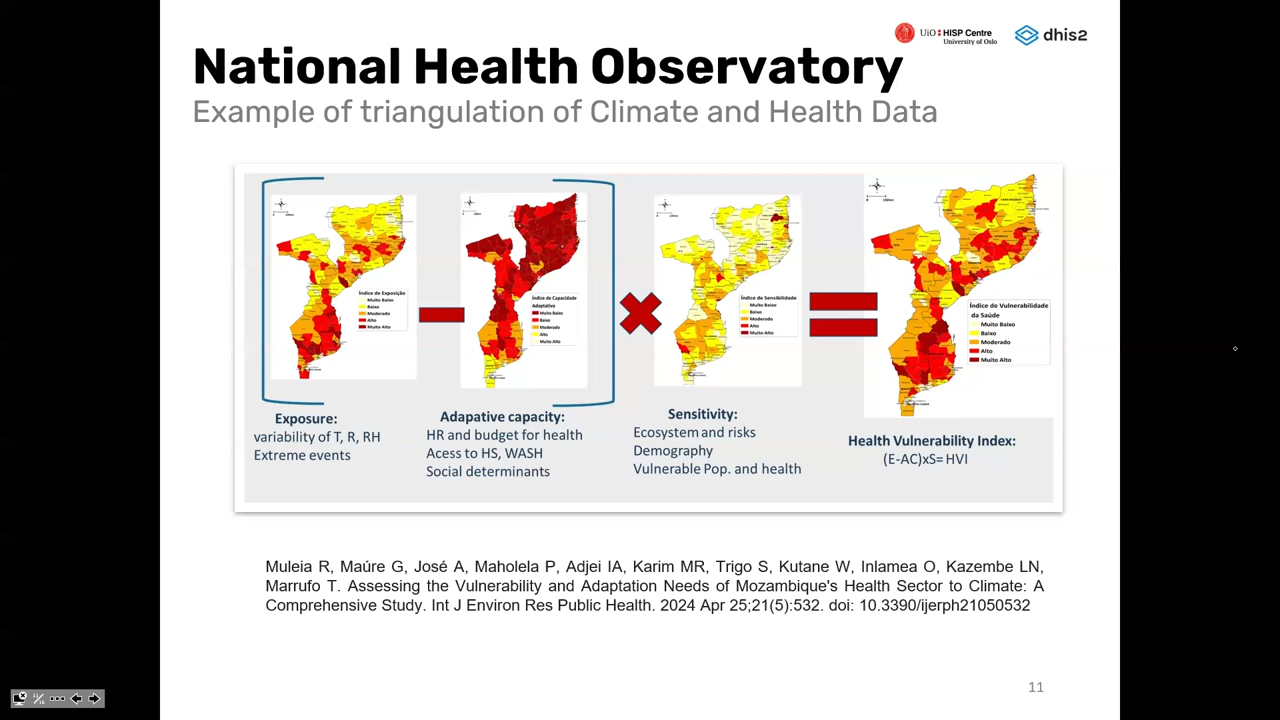 UiO HISP Centre
University of Oslo
dhis2
National Health Observatory
Example of triangulation of Climate and Health Data
Índice de Exposição
Muito Baixo
Baixo
Moderado
Alto
Muito Alto
Índice de Capacidade
Adaptativa
Muito Baixo
Baixo
Moderado
Alto
Muito Alto
Índice de Sensibilidade
Muito Baixo
Baixo
Moderado
Alto
Muito Alto
Índice de Vulnerabilidade
da Saúde
Muito Baixo
Baixo
Moderado
Alto
Muito Alto
Exposure:
variability of T, R, RH
Extreme events
Adapative capacity:
HR and budget for health
Acess to HS, WASH
Social determinants
Sensitivity:
Ecosystem and risks
Demography
Vulnerable Pop. and health
Health Vulnerability Index:
(E-AC)xS= HVI
Muleia R, Maúre G, José A, Maholela P, Adjei IA, Karim MR, Trigo S, Kutane W, Inlamea O, Kazembe LN,
Marrufo T. Assessing the Vulnerability and Adaptation Needs of Mozambique's Health Sector to Climate: A
Comprehensive Study. Int J Environ Res Public Health. 2024 Apr 25;21(5):532. doi: 10.3390/ijerph21050532
11